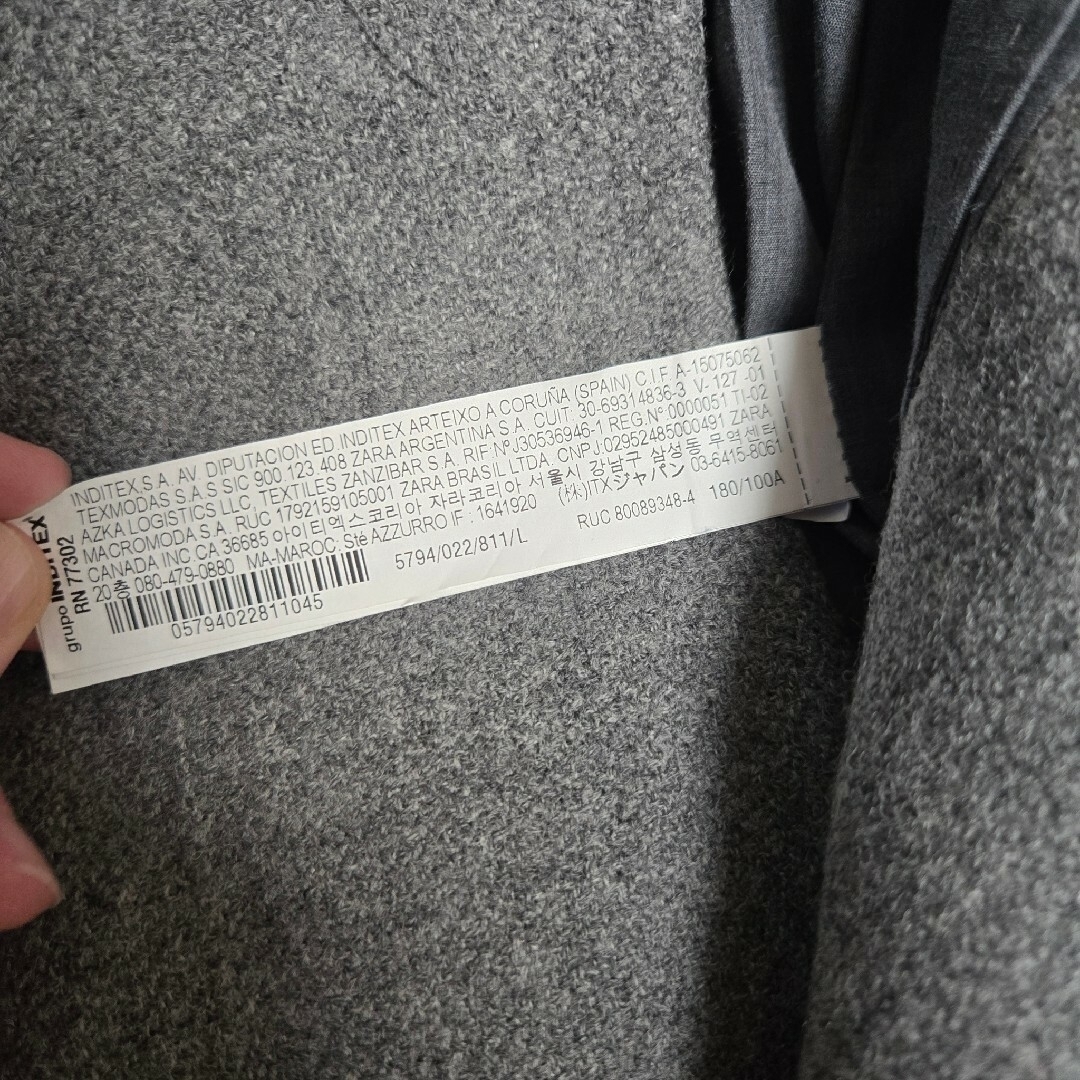 grupo INDITEX
RN 77302
INDITEX,S.A. AV. DIPUTACION ED INDITEX ARTEIXO A CORUÑA (SPAIN) C.I.F. A-15075062
TEXMODAS S.A.S SIC 900 123 408 ZARA ARGENTINA S.A. CUIT: 30-69314836-3 V- 127 -01
AZKA LOGISTICS LLC, TEXTILES ZANZIBAR S.A. RIF:NºJ30536946-1 REG.Nº 0000051 TI-02
MACROMODA S.A. RUC 1792159105001 ZARA BRASIL LTDA, CNPJ.02952485000491 ZARA
CANADA INC CA 36685 아이티엑스코리아 자라코리아 서울시 강남구 삼성동 무역센터
20층 080-479-0880 MA-MAROC: Sté AZZURRO IF : 1641920 (株)ITXジャパン 03-6415-8061
05794022811045
5794/022/811/L
RUC 80089348-4
180/100A